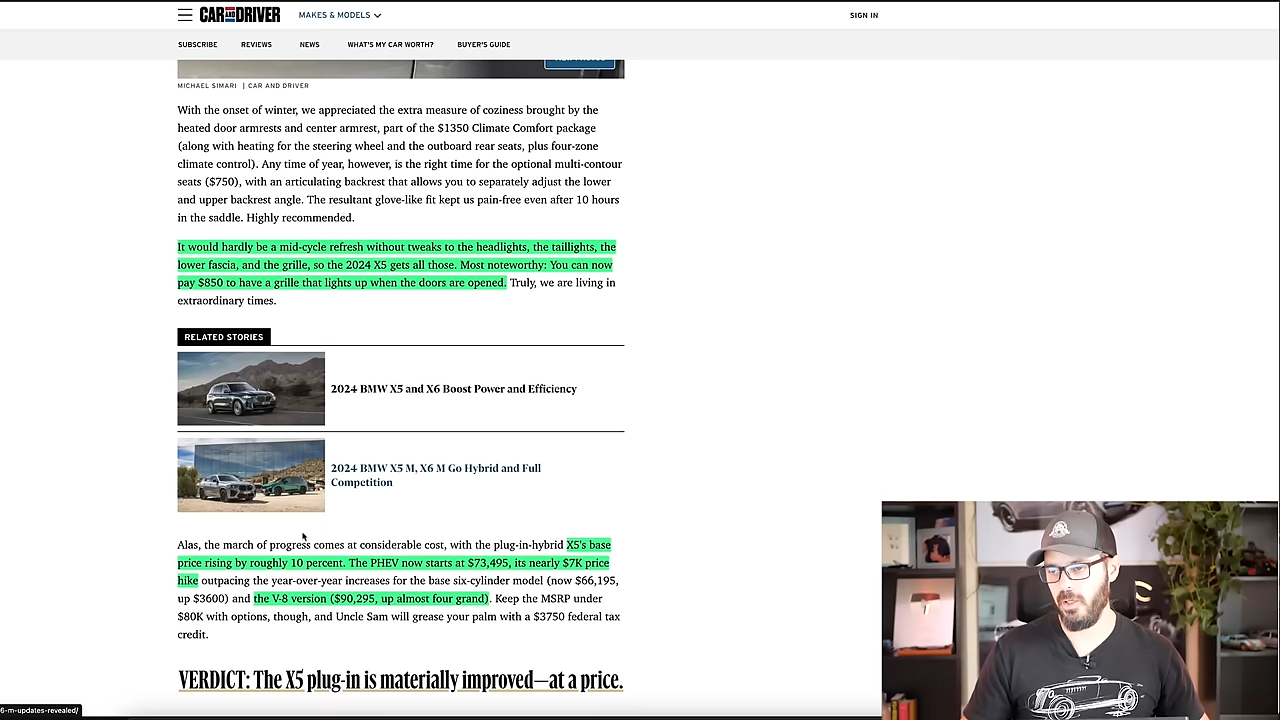 CAR AND DRIVER
MAKES & MODELS
SIGN IN
SUBSCRIBE
REVIEWS
NEWS
WHAT'S MY CAR WORTH?
BUYER'S GUIDE
MICHAEL SIMARI | CAR AND DRIVER
With the onset of winter, we appreciated the extra measure of coziness brought by the
heated door armrests and center armrest, part of the $1350 Climate Comfort package
(along with heating for the steering wheel and the outboard rear seats, plus four-zone
climate control). Any time of year, however, is the right time for the optional multi-contour
seats ($750), with an articulating backrest that allows you to separately adjust the lower
and upper backrest angle. The resultant glove-like fit kept us pain-free even after 10 hours
in the saddle. Highly recommended.
It would hardly be a mid-cycle refresh without tweaks to the headlights, the taillights, the
lower fascia, and the grille, so the 2024 X5 gets all those. Most noteworthy: You can now
pay $850 to have a grille that lights up when the doors are opened. Truly, we are living in
extraordinary times.
RELATED STORIES
2024 BMW X5 and X6 Boost Power and Efficiency
2024 BMW X5 M, X6 M Go Hybrid and Full
Competition
Alas, the march of progress comes at considerable cost, with the plug-in-hybrid X5's base
price rising by roughly 10 percent. The PHEV now starts at $73,495, its nearly $7K price
hike outpacing the year-over-year increases for the base six-cylinder model (now $66,195,
up $3600) and the V-8 version ($90,295, up almost four grand). Keep the MSRP under
$80K with options, though, and Uncle Sam will grease your palm with a $3750 federal tax
credit.
VERDICT: The X5 plug-in is materially improved—at a price.
6-m-updates-revealed/